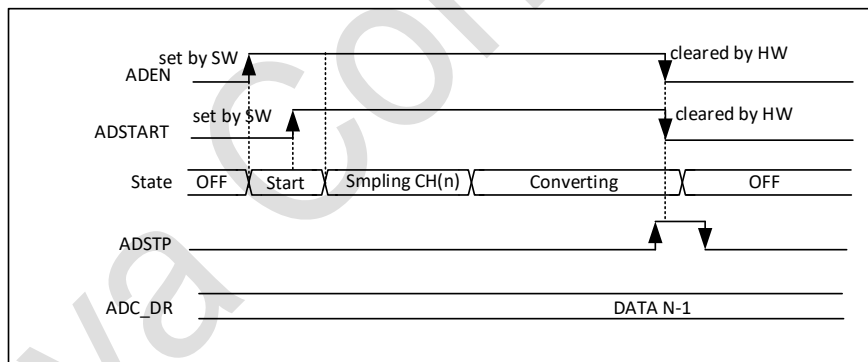 set by SW
cleared by HW
ADEN
set by SW
cleared by HW
ADSTART
State OFF Start Smpling CH(n) Converting OFF
ADSTP
ADC_DR DATA N-1